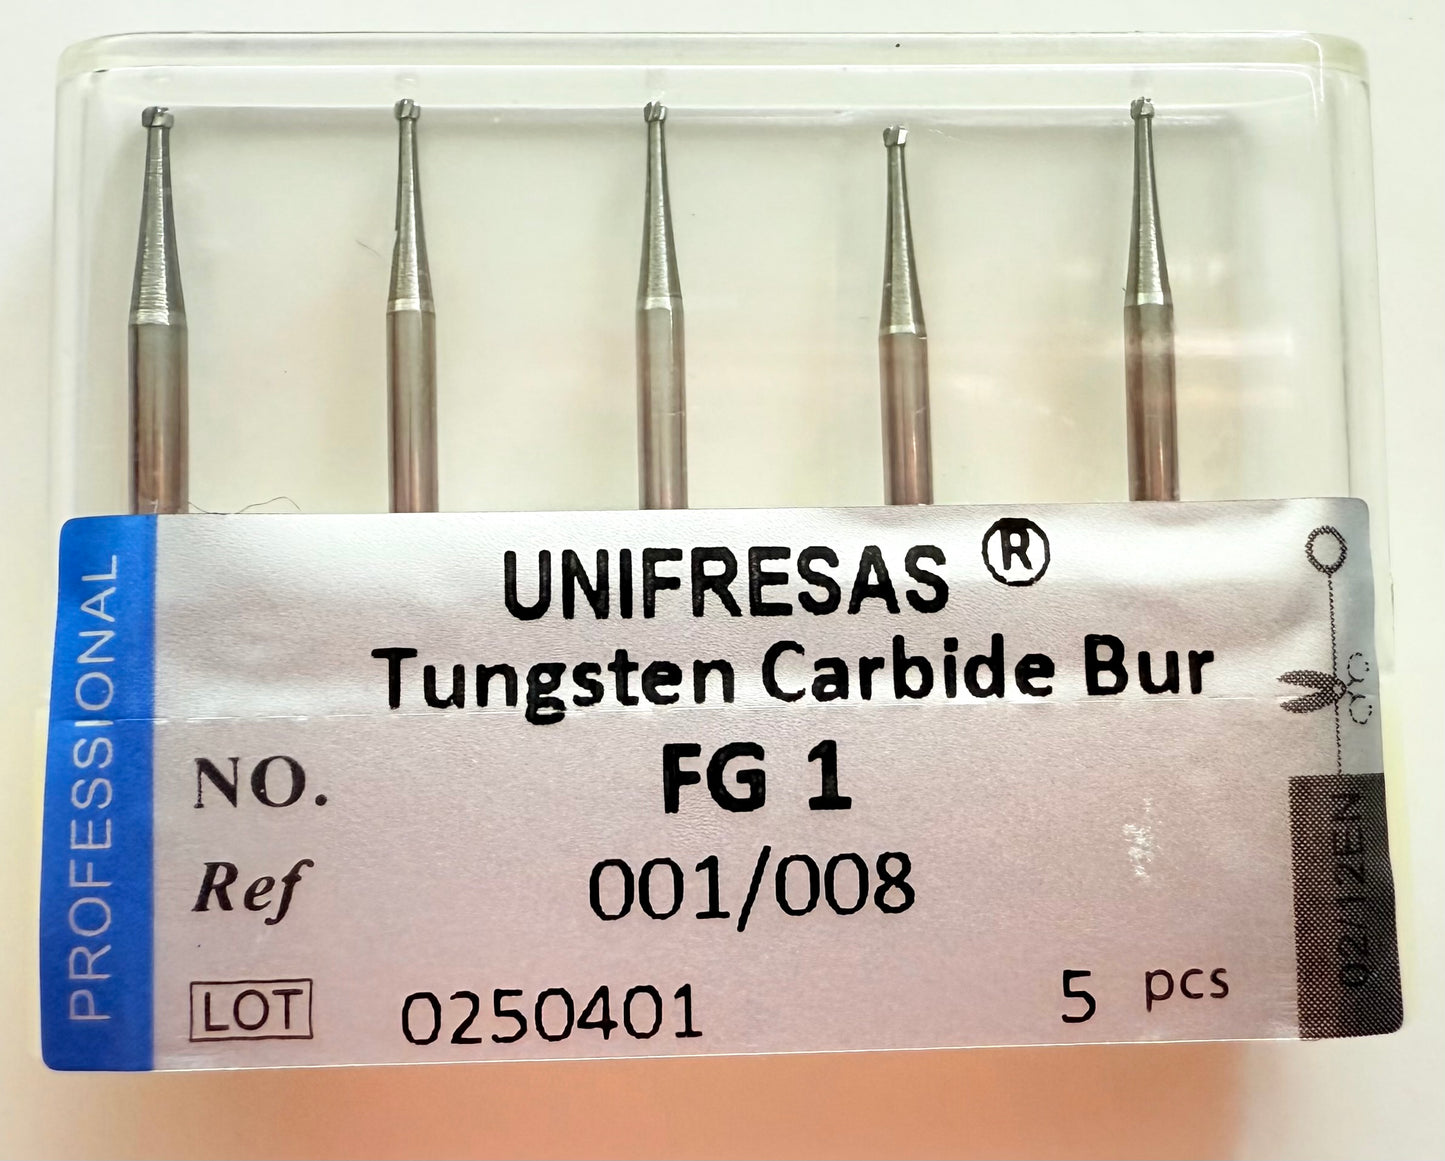 UNIFRESAS ®
Tungsten Carbide Bur
NO. FG 1
Ref 001/008
LOT 0250401 5 pcs
PROFESSIONAL